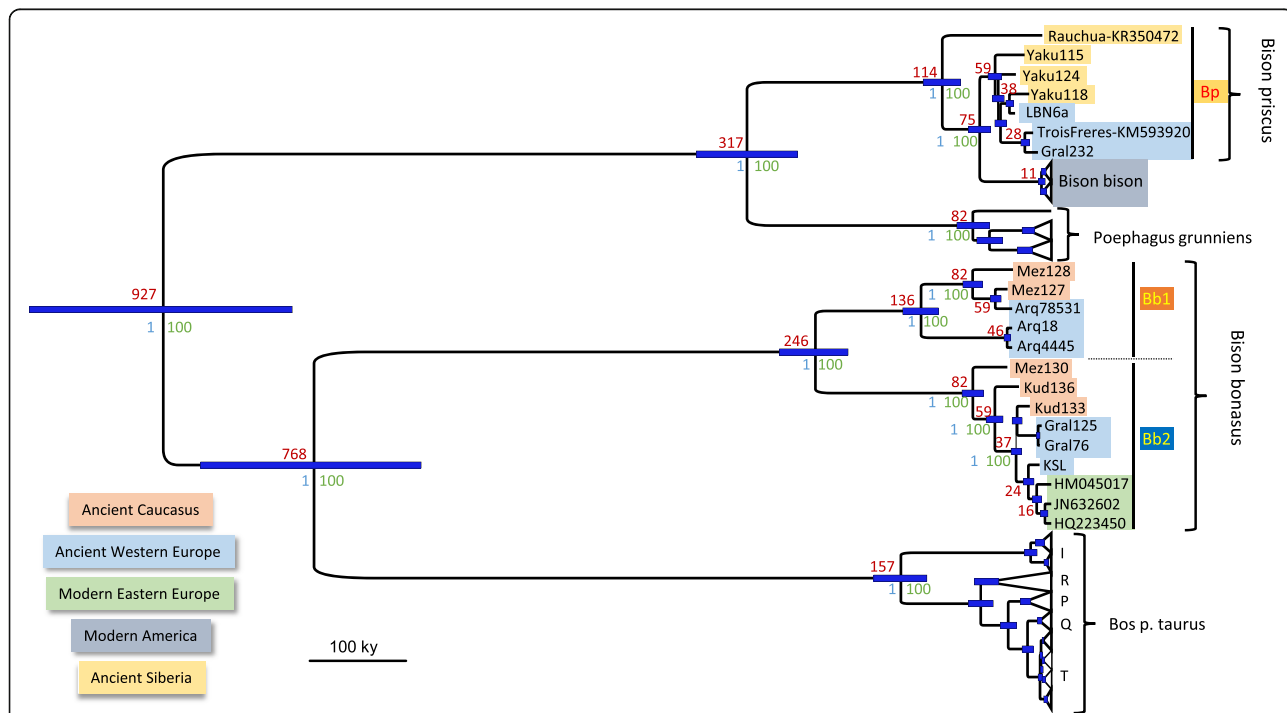 Rauchua-KR350472
Yaku115
59
114
Yaku124
38
1 100
Yaku118
Bp
LBN6a
75
TroisFreres-KM593920
28
1 100
Gral232
317
1 100
11
Bison bison
Bison priscus
82
1 100
Poephagus grunniens
Mez128
82
Mez127
1 100
136
59
Arq78531
Bb1
1 100
Arq18
46
Arq4445
927
1 100
246
1 100
Mez130
82
Kud136
1 100
59
Kud133
1 100
Gral125
37
Gral76
Bb2
1 100
KSL
24
HM045017
16
JN632602
HQ223450
Bison bonasus
768
1 100
157
1 100
I
R
P
Q
T
Bos p. taurus
Ancient Caucasus
Ancient Western Europe
Modern Eastern Europe
Modern America
Ancient Siberia
100 ky